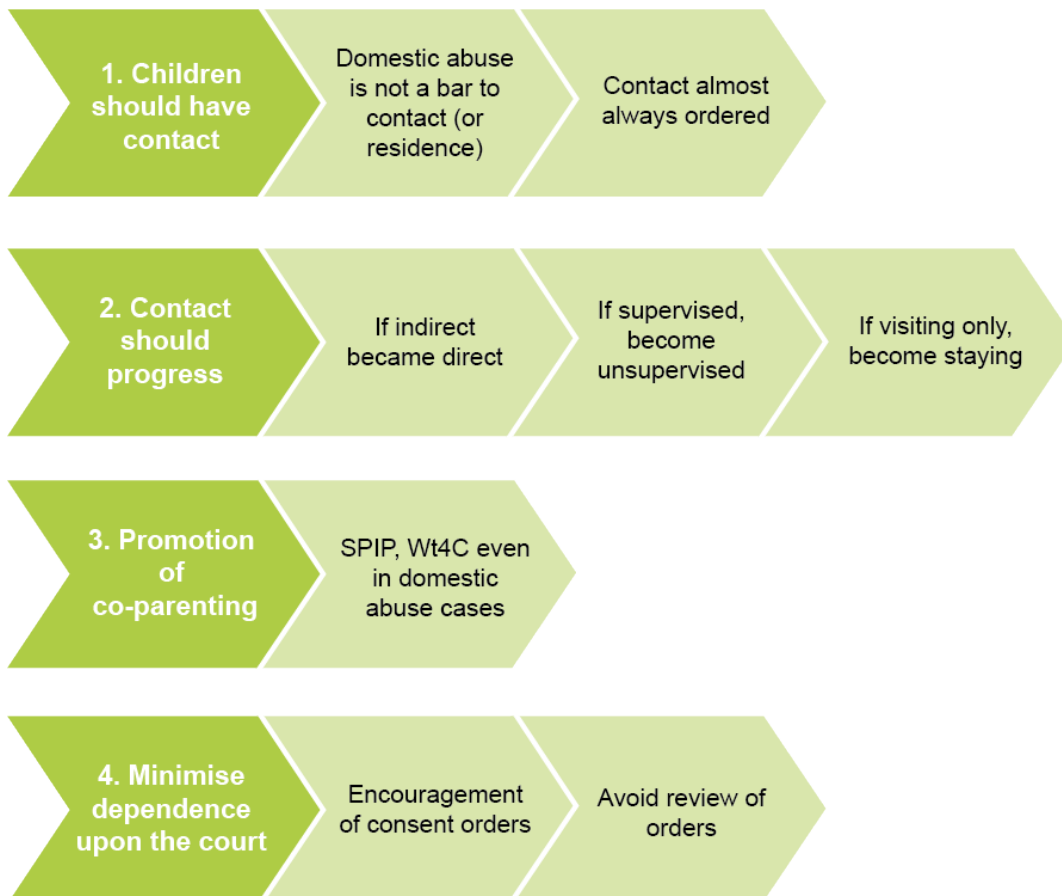 1. Children
should have
contact
Domestic abuse
is not a bar to
contact (or
residence)
Contact almost
always ordered
2. Contact
should
progress
If indirect
became direct
If supervised,
become
unsupervised
If visiting only,
become staying
3. Promotion
of
co-parenting
SPIP, Wt4C even
in domestic
abuse cases
4. Minimise
dependence
upon the court
Encouragement
of consent orders
Avoid review of
orders